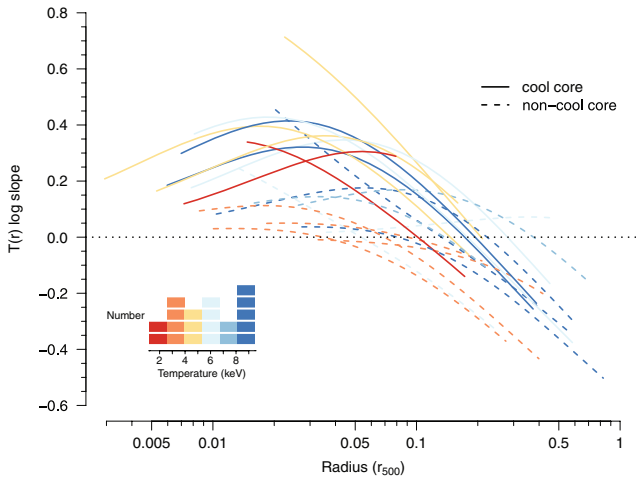 0.8
0.6
0.4
0.2
0.0
−0.2
−0.4
−0.6
T(r) log slope
cool core
non-cool core
Number
2 4 6 8
Temperature (keV)
0.005 0.01 0.05 0.1 0.5 1
Radius (r500)